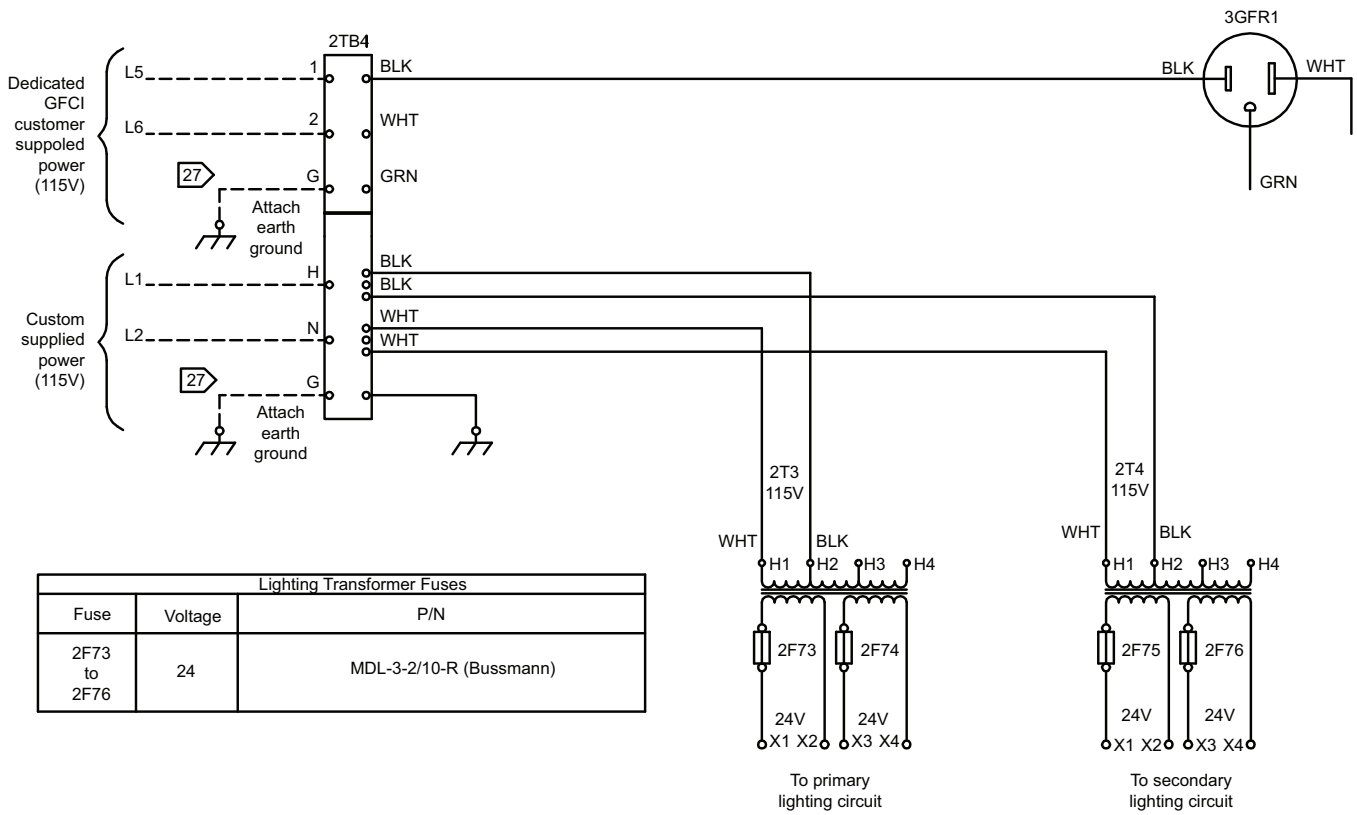 3GFR1
2TB4
Dedicated
GFCI
customer
suppoled
power
(115V)
L5
1
BLK
BLK
WHT
L6
2
WHT
27
G
GRN
GRN
Attach
earth
ground
Custom
supplied
power
(115V)
L1
H
BLK
BLK
L2
N
WHT
WHT
27
G
Attach
earth
ground
2T3
115V
WHT
BLK
H1
H2
H3
H4
2F73
2F74
24V
24V
X1
X2
X3
X4
To primary
lighting circuit
2T4
115V
WHT
BLK
H1
H2
H3
H4
2F75
2F76
24V
24V
X1
X2
X3
X4
To secondary
lighting circuit
Lighting Transformer Fuses
Fuse
Voltage
P/N
2F73
to
2F76
24
MDL-3-2/10-R (Bussmann)